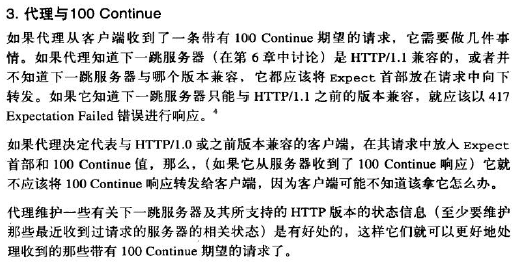 3. 代理与100 Continue
如果代理从客户端收到了一条带有 100 Continue 期望的请求，它需要做几件事
情。如果代理知道下一跳服务器（在第 6 章中讨论）是 HTTP/1.1 兼容的，或者并
不知道下一跳服务器与哪个版本兼容，它都应该将 Expect 首部放在请求中向下
转发。如果它知道下一跳服务器只能与 HTTP/1.1 之前的版本兼容，就应该以 417
Expectation Failed 错误进行响应。4
如果代理决定代表与 HTTP/1.0 或之前版本兼容的客户端，在其请求中放入 Expect
首部和 100 Continue 值，那么，（如果它从服务器收到了 100 Continue 响应）它就
不应该将 100 Continue 响应转发给客户端，因为客户端可能不知道该拿它怎么办。
代理维护一些有关下一跳服务器及其所支持的 HTTP 版本的状态信息（至少要维护
那些最近收到过请求的服务器的相关状态）是有好处的，这样它们就可以更好地处
理收到的那些带有 100 Continue 期望的请求了。